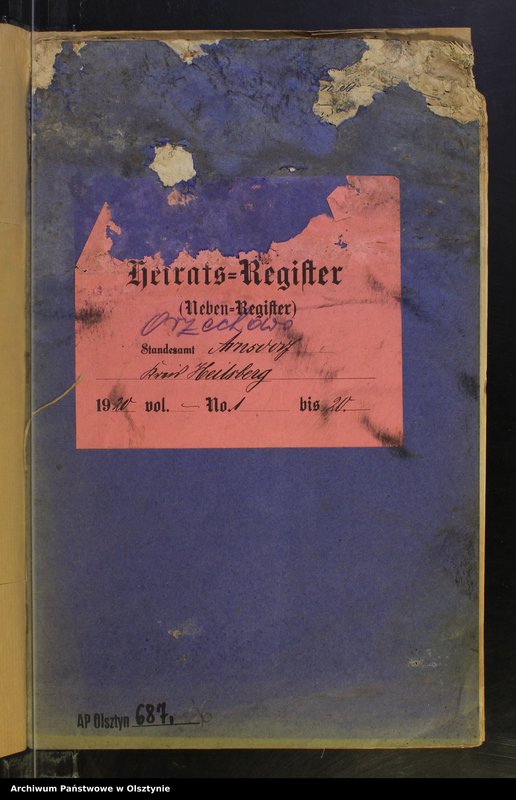 Heirats=Register
(Neben=Register)
Orzechowo
Standesamt Arnsdorf
Kreis Heilsberg
1920 vol. — No. 1 bis 20.
AP Olsztyn 687.
Archiwum Państwowe w Olsztynie